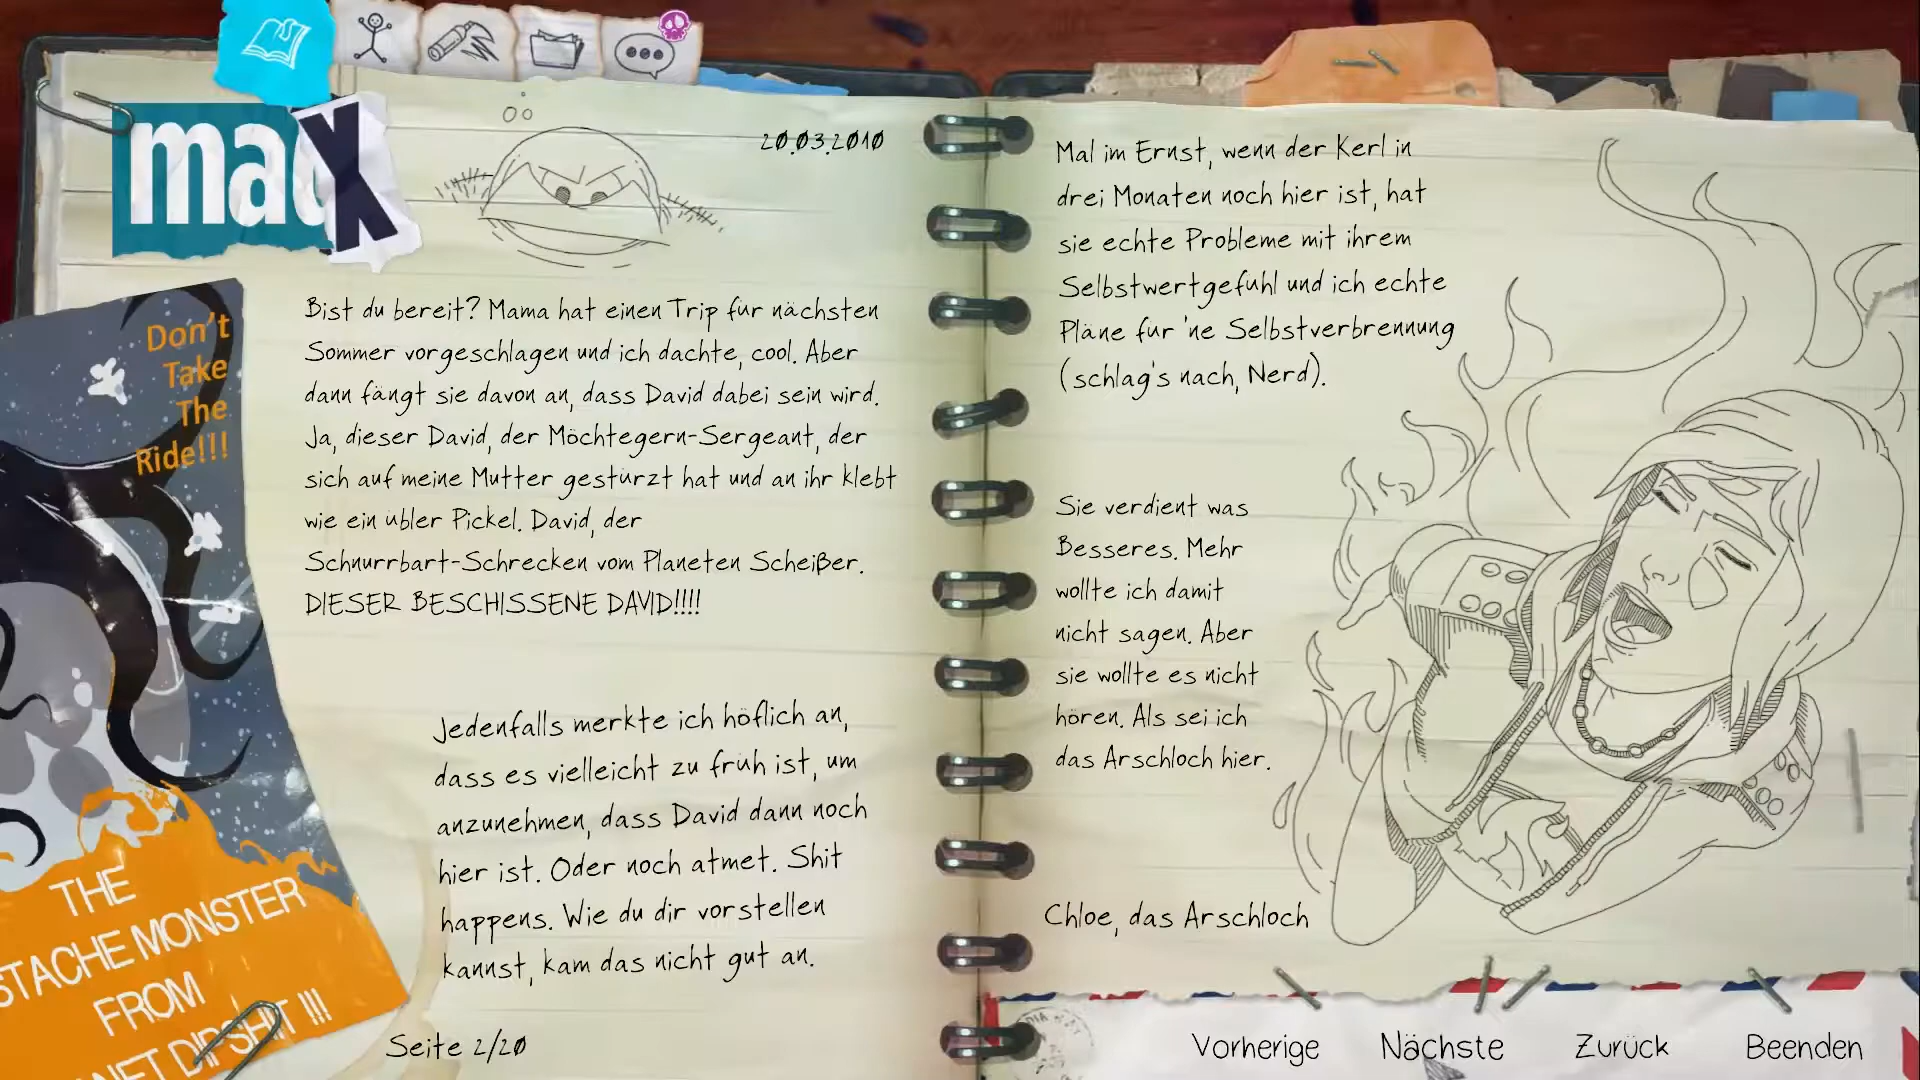 maX
20.03.2010
Bist du bereit? Mama hat einen Trip für nächsten
Sommer vorgeschlagen und ich dachte, cool. Aber
dann fängt sie davon an, dass David dabei sein wird.
Ja, dieser David, der Möchtegern-Sergeant, der
sich auf meine Mutter gestürzt hat und an ihr klebt
wie ein übler Pickel. David, der
Schnurrbart-Schrecken vom Planeten Scheißer.
DIESER BESCHISSENE DAVID!!!!
Jedenfalls merkte ich höflich an,
dass es vielleicht zu früh ist, um
anzunehmen, dass David dann noch
hier ist. Oder noch atmet. Shit
happens. Wie du dir vorstellen
kannst, kam das nicht gut an.
Don't
Take
The
Ride!!!
THE
STACHE MONSTER
FROM
NET DIPSHIT !!!
Seite 2/20
Mal im Ernst, wenn der Kerl in
drei Monaten noch hier ist, hat
sie echte Probleme mit ihrem
Selbstwertgefühl und ich echte
Pläne für 'ne Selbstverbrennung
(schlag's nach, Nerd).
Sie verdient was
Besseres. Mehr
wollte ich damit
nicht sagen. Aber
sie wollte es nicht
hören. Als sei ich
das Arschloch hier.
Chloe, das Arschloch
Vorherige Nächste Zurück Beenden